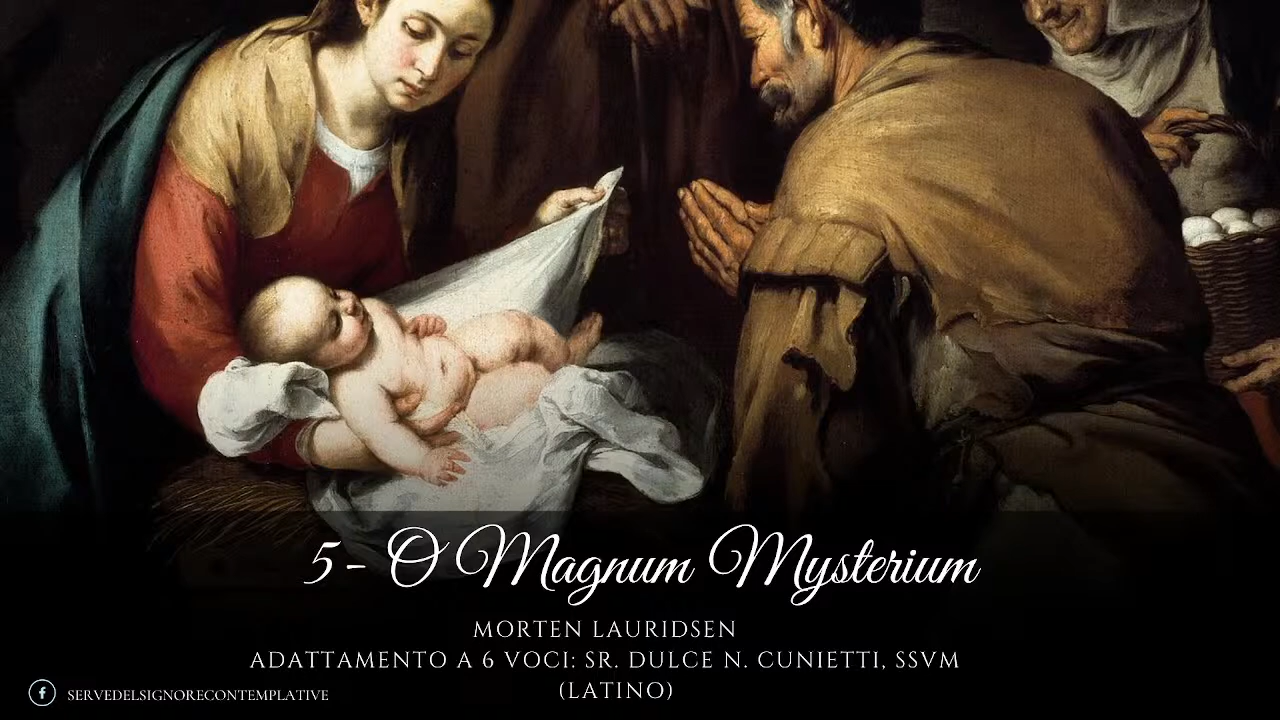 5 - O Magnum Mysterium
MORTEN LAURIDSEN
ADATTAMENTO A 6 VOCI: SR. DULCE N. CUNIETTI, SSVM
(LATINO)
SERVEDELSIGNORECONTEMPLATIVE